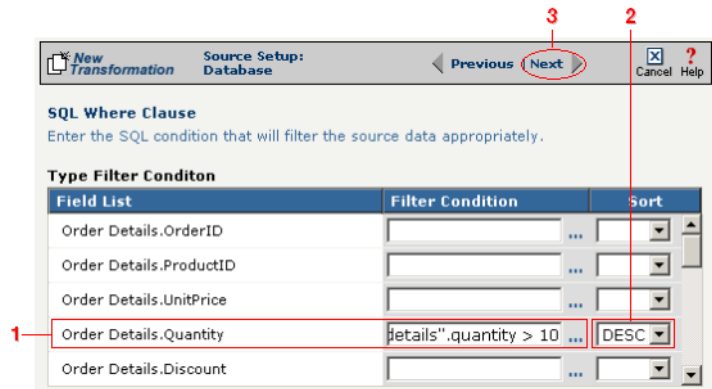 3 2
New Transformation Source Setup: Database Previous Next Cancel ? Help
SQL Where Clause
Enter the SQL condition that will filter the source data appropriately.
Type Filter Conditon
Field List Filter Condition Sort
Order Details.OrderID ...
Order Details.ProductID ...
Order Details.UnitPrice ...
1 Order Details.Quantity details".quantity > 10 ... DESC
Order Details.Discount ...